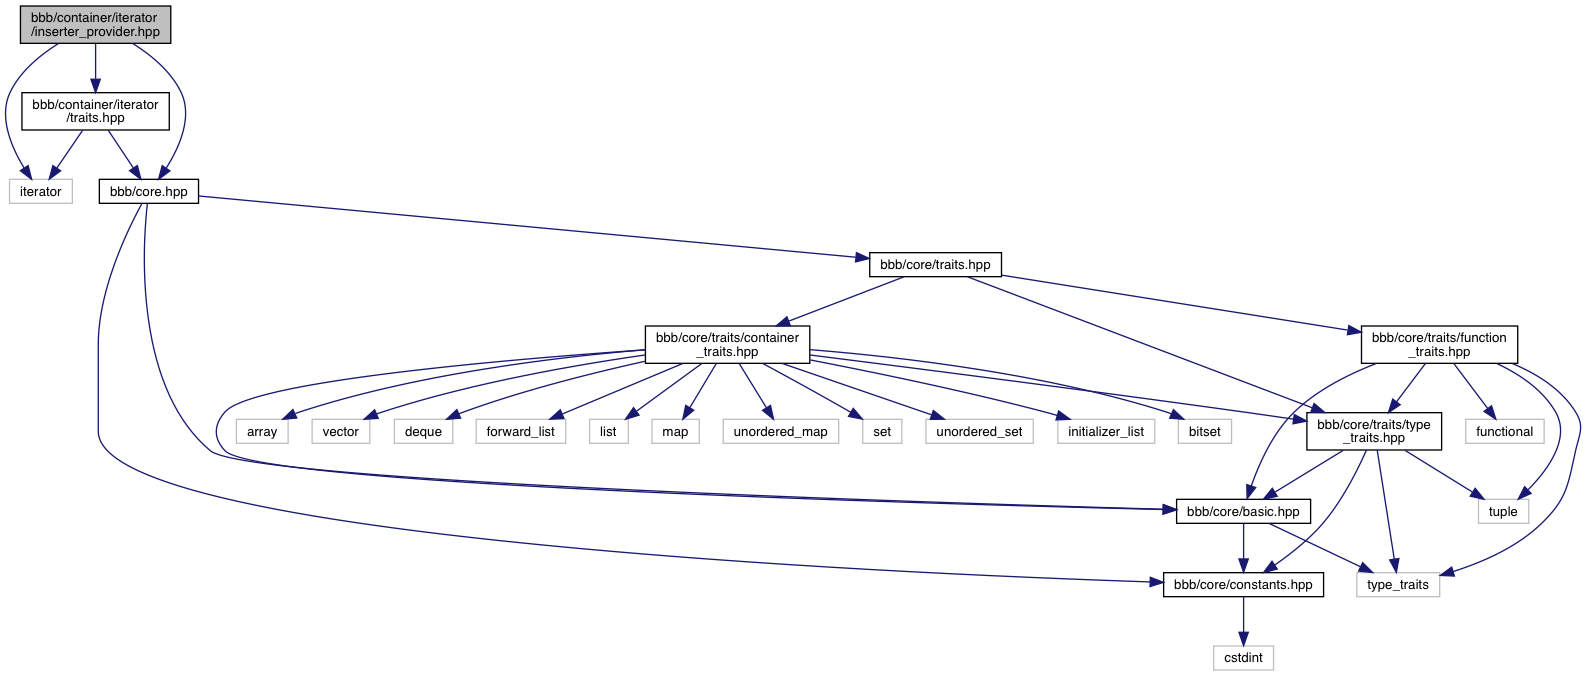 bbb/container/iterator
/inserter_provider.hpp
bbb/container/iterator
/traits.hpp
iterator
bbb/core.hpp
bbb/core/traits.hpp
bbb/core/traits/container
_traits.hpp
bbb/core/traits/function
_traits.hpp
array
vector
deque
forward_list
list
map
unordered_map
set
unordered_set
initializer_list
bitset
bbb/core/traits/type
_traits.hpp
functional
bbb/core/basic.hpp
tuple
bbb/core/constants.hpp
type_traits
cstdint